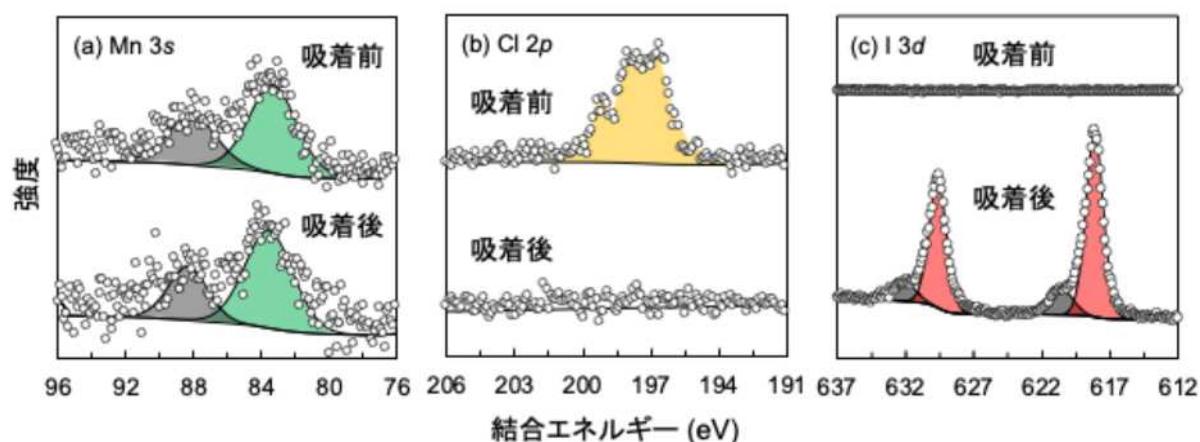 (a) Mn 3s
吸着前
吸着後
(b) Cl 2p
吸着前
吸着後
(c) I 3d
吸着前
吸着後
強度
96 92 88 84 80 76
206 203 200 197 194 191
637 632 627 622 617 612
結合エネルギー (eV)